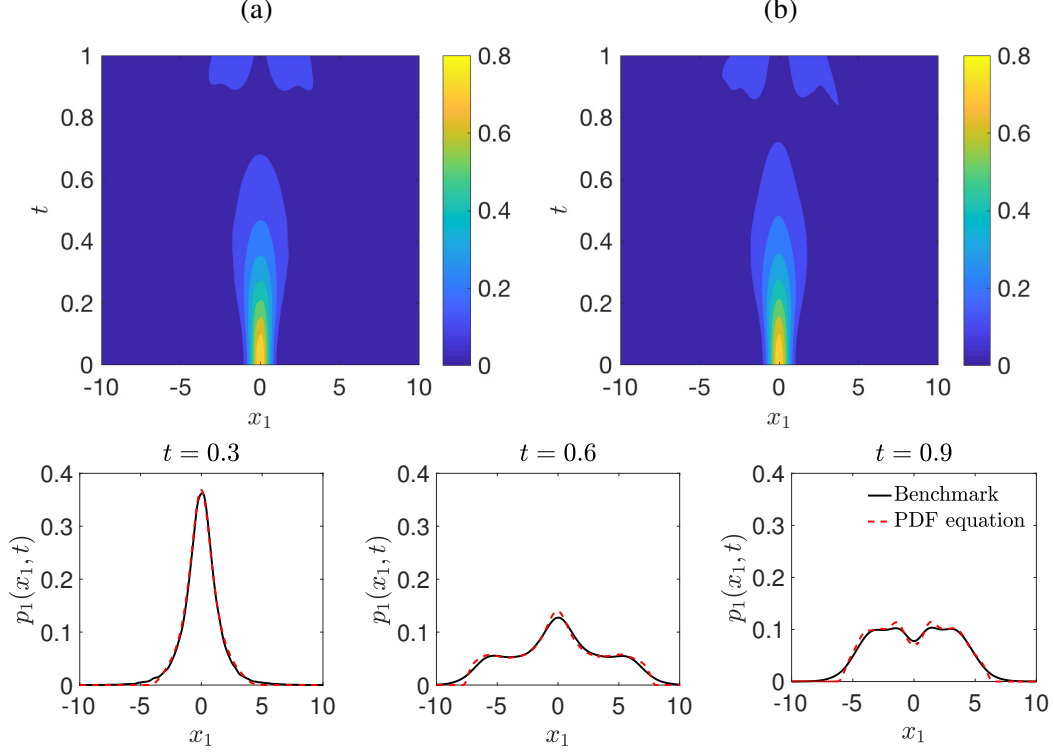 (a) (b)
1 0.8 1 0.8
0.8 0.8
0.6 0.6
0.6 0.6
t 0.4 t 0.4
0.4 0.4
0.2 0.2
0.2 0.2
0 0 0 0
-10 -5 0 5 10 -10 -5 0 5 10
x₁ x₁
t = 0.3 t = 0.6 t = 0.9
0.4 0.4 0.4
Benchmark
PDF equation
0.3 0.3 0.3
p₁(x₁, t) p₁(x₁, t) p₁(x₁, t)
0.2 0.2 0.2
0.1 0.1 0.1
0 0 0
-10 -5 0 5 10 -10 -5 0 5 10 -10 -5 0 5 10
x₁ x₁ x₁